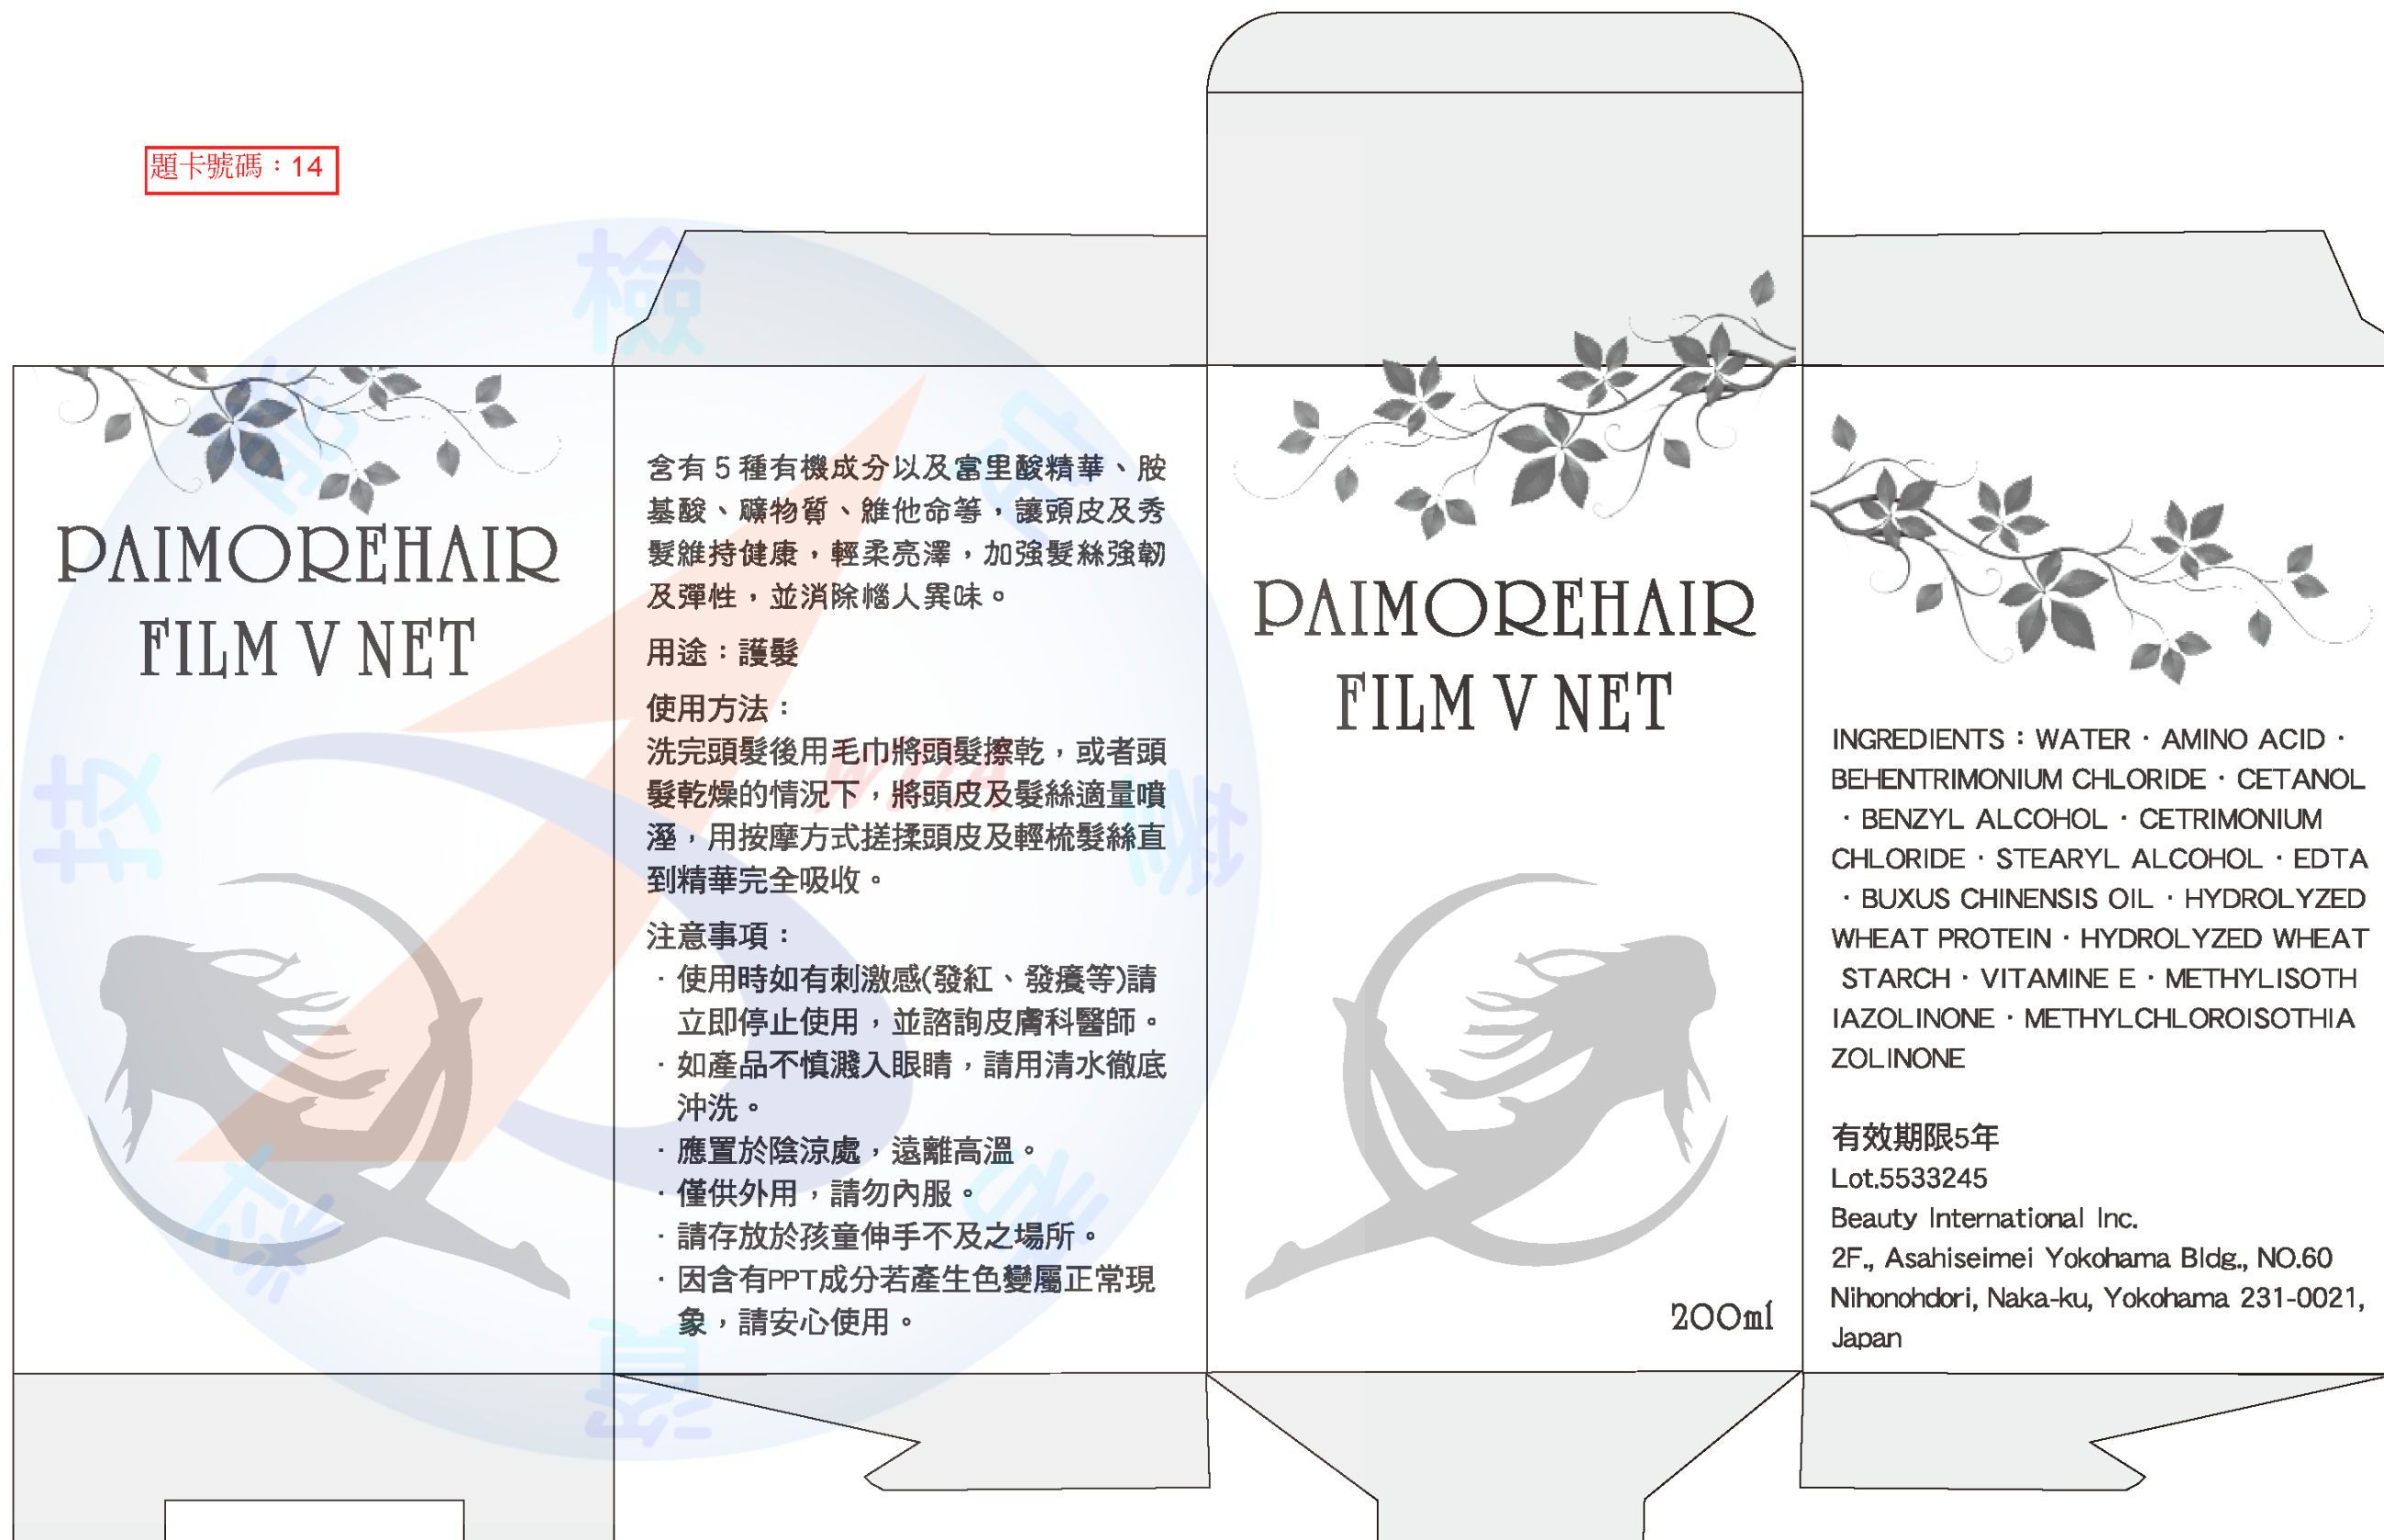 題卡號碼：14
PAIMOREHAIR
FILM V NET
含有５種有機成分以及富里酸精華、胺
基酸、礦物質、維他命等，讓頭皮及秀
髮維持健康，輕柔亮澤，加强髮絲强韌
及彈性，並消除惱人異味。
用途：護髮
使用方法：
洗完頭髮後用毛巾將頭髮擦乾，或者頭
髮乾燥的情況下，將頭皮及髮絲適量噴
溼，用按摩方式搓揉頭皮及輕梳髮絲直
到精華完全吸收。
注意事項：
·使用時如有刺激感(發紅、發癢等)請
立即停止使用，並諮詢皮膚科醫師。
·如產品不慎濺入眼睛，請用清水徹底
沖洗。
·應置於陰涼處，遠離高溫。
·僅供外用，請勿內服。
·請存放於孩童伸手不及之場所。
·因含有PPT成分若產生色變屬正常現
象，請安心使用。
PAIMOREHAIR
FILM V NET
200ml
INGREDIENTS：WATER · AMINO ACID ·
BEHENTRIMONIUM CHLORIDE · CETANOL
· BENZYL ALCOHOL · CETRIMONIUM
CHLORIDE · STEARYL ALCOHOL · EDTA
· BUXUS CHINENSIS OIL · HYDROLYZED
WHEAT PROTEIN · HYDROLYZED WHEAT
STARCH · VITAMINE E · METHYLISOTH
IAZOLINONE · METHYLCHLOROISOTHIA
ZOLINONE
有效期限5年
Lot.5533245
Beauty International Inc.
2F., Asahiseimei Yokohama Bldg., NO.60
Nihonohdori, Naka-ku, Yokohama 231-0021,
Japan
WDA